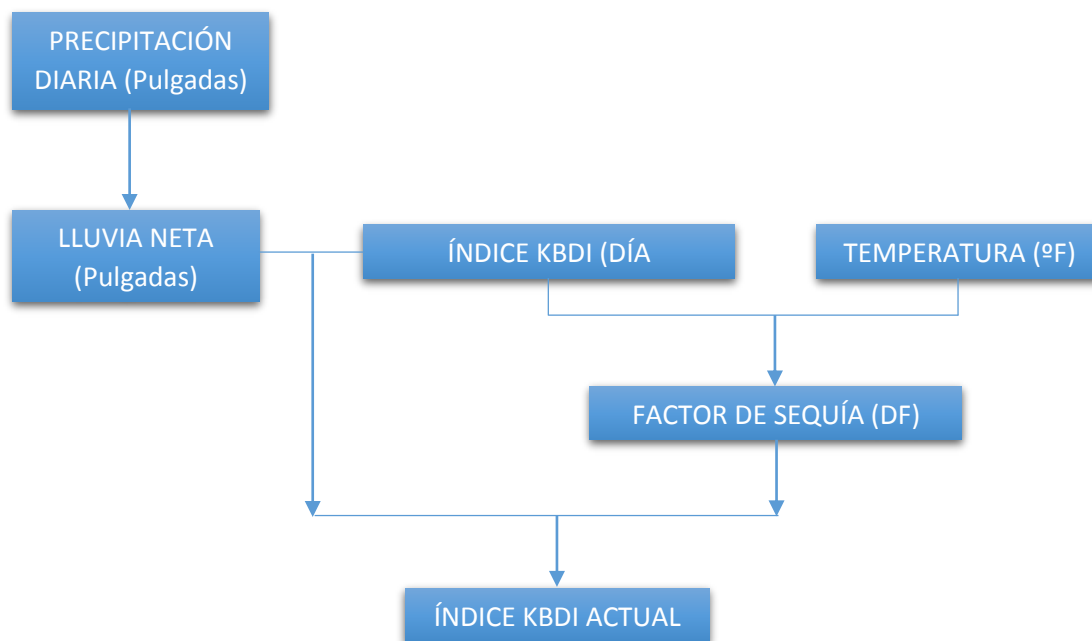 PRECIPITACIÓN
DIARIA (Pulgadas)
LLUVIA NETA
(Pulgadas)
ÍNDICE KBDI (DÍA
TEMPERATURA (ºF)
FACTOR DE SEQUÍA (DF)
ÍNDICE KBDI ACTUAL